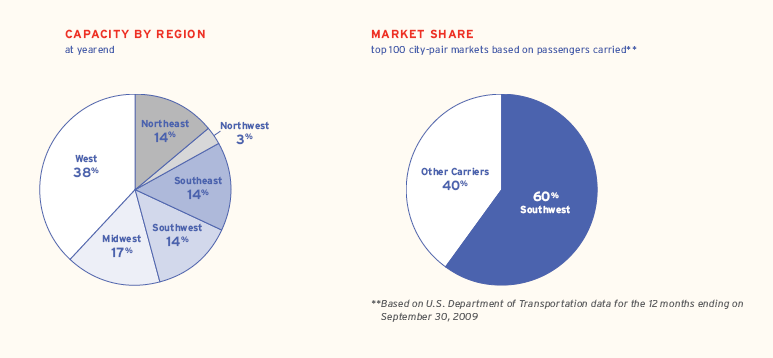 CAPACITY BY REGION
at yearend
Northeast
14%
Northwest
3%
Southeast
14%
Southwest
14%
Midwest
17%
West
38%
MARKET SHARE
top 100 city-pair markets based on passengers carried**
Other Carriers
40%
60%
Southwest
**Based on U.S. Department of Transportation data for the 12 months ending on
September 30, 2009